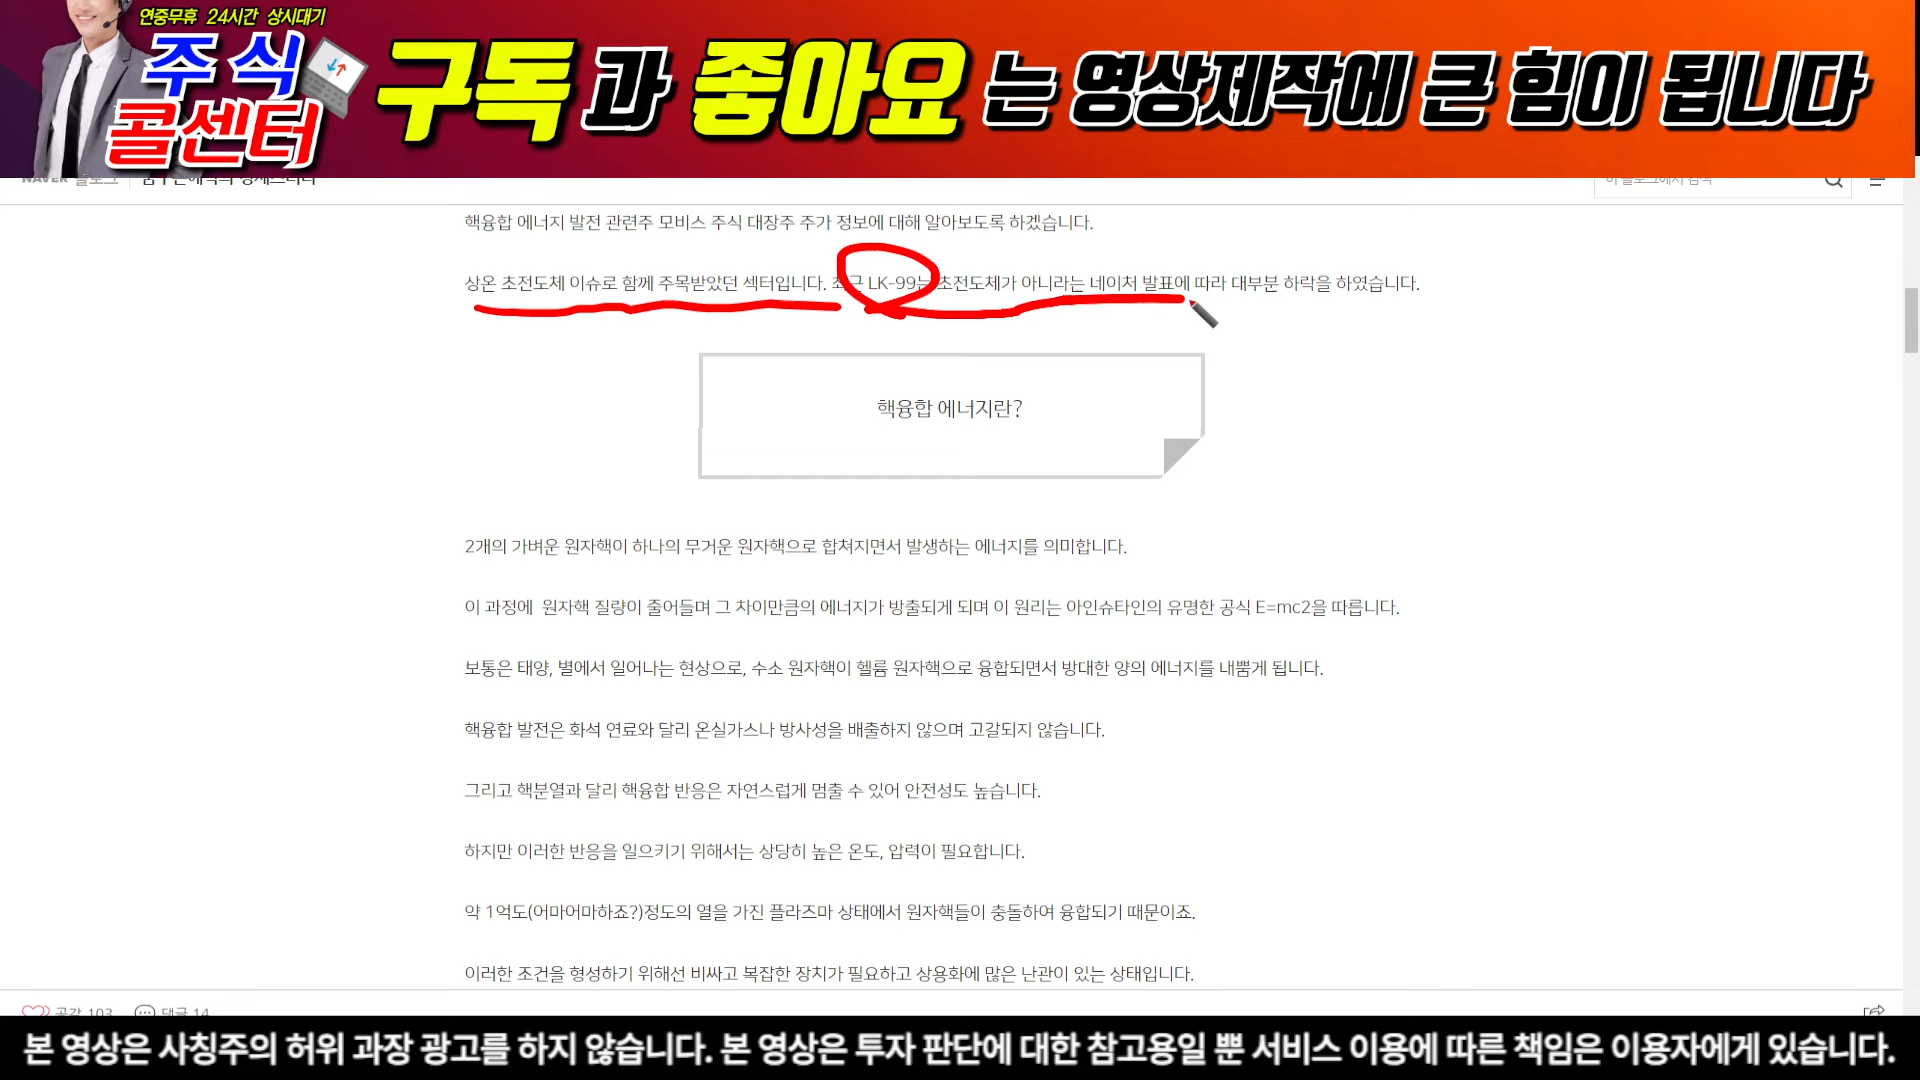 연중무휴 24시간 상시대기
주식
콜센터
구독과 좋아요는 영상제작에 큰 힘이 됩니다
NAVER 블로그
이 블로그에서 검색
핵융합 에너지 발전 관련주 모비스 주식 대장주 주가 정보에 대해 알아보도록 하겠습니다.
상온 초전도체 이슈로 함께 주목받았던 섹터입니다. 최근 LK-99는 초전도체가 아니라는 네이처 발표에 따라 대부분 하락을 하였습니다.
핵융합 에너지란?
2개의 가벼운 원자핵이 하나의 무거운 원자핵으로 합쳐지면서 발생하는 에너지를 의미합니다.
이 과정에 원자핵 질량이 줄어들며 그 차이만큼의 에너지가 방출되게 되며 이 원리는 아인슈타인의 유명한 공식 E=mc2을 따릅니다.
보통은 태양, 별에서 일어나는 현상으로, 수소 원자핵이 헬륨 원자핵으로 융합되면서 방대한 양의 에너지를 내뿜게 됩니다.
핵융합 발전은 화석 연료와 달리 온실가스나 방사성을 배출하지 않으며 고갈되지 않습니다.
그리고 핵분열과 달리 핵융합 반응은 자연스럽게 멈출 수 있어 안전성도 높습니다.
하지만 이러한 반응을 일으키기 위해서는 상당히 높은 온도, 압력이 필요합니다.
약 1억도(어마어마하죠?)정도의 열을 가진 플라즈마 상태에서 원자핵들이 충돌하여 융합되기 때문이죠.
이러한 조건을 형성하기 위해선 비싸고 복잡한 장치가 필요하고 상용화에 많은 난관이 있는 상태입니다.
공감 103 댓글 14
본 영상은 사칭주의 허위 과장 광고를 하지 않습니다. 본 영상은 투자 판단에 대한 참고용일 뿐 서비스 이용에 따른 책임은 이용자에게 있습니다.